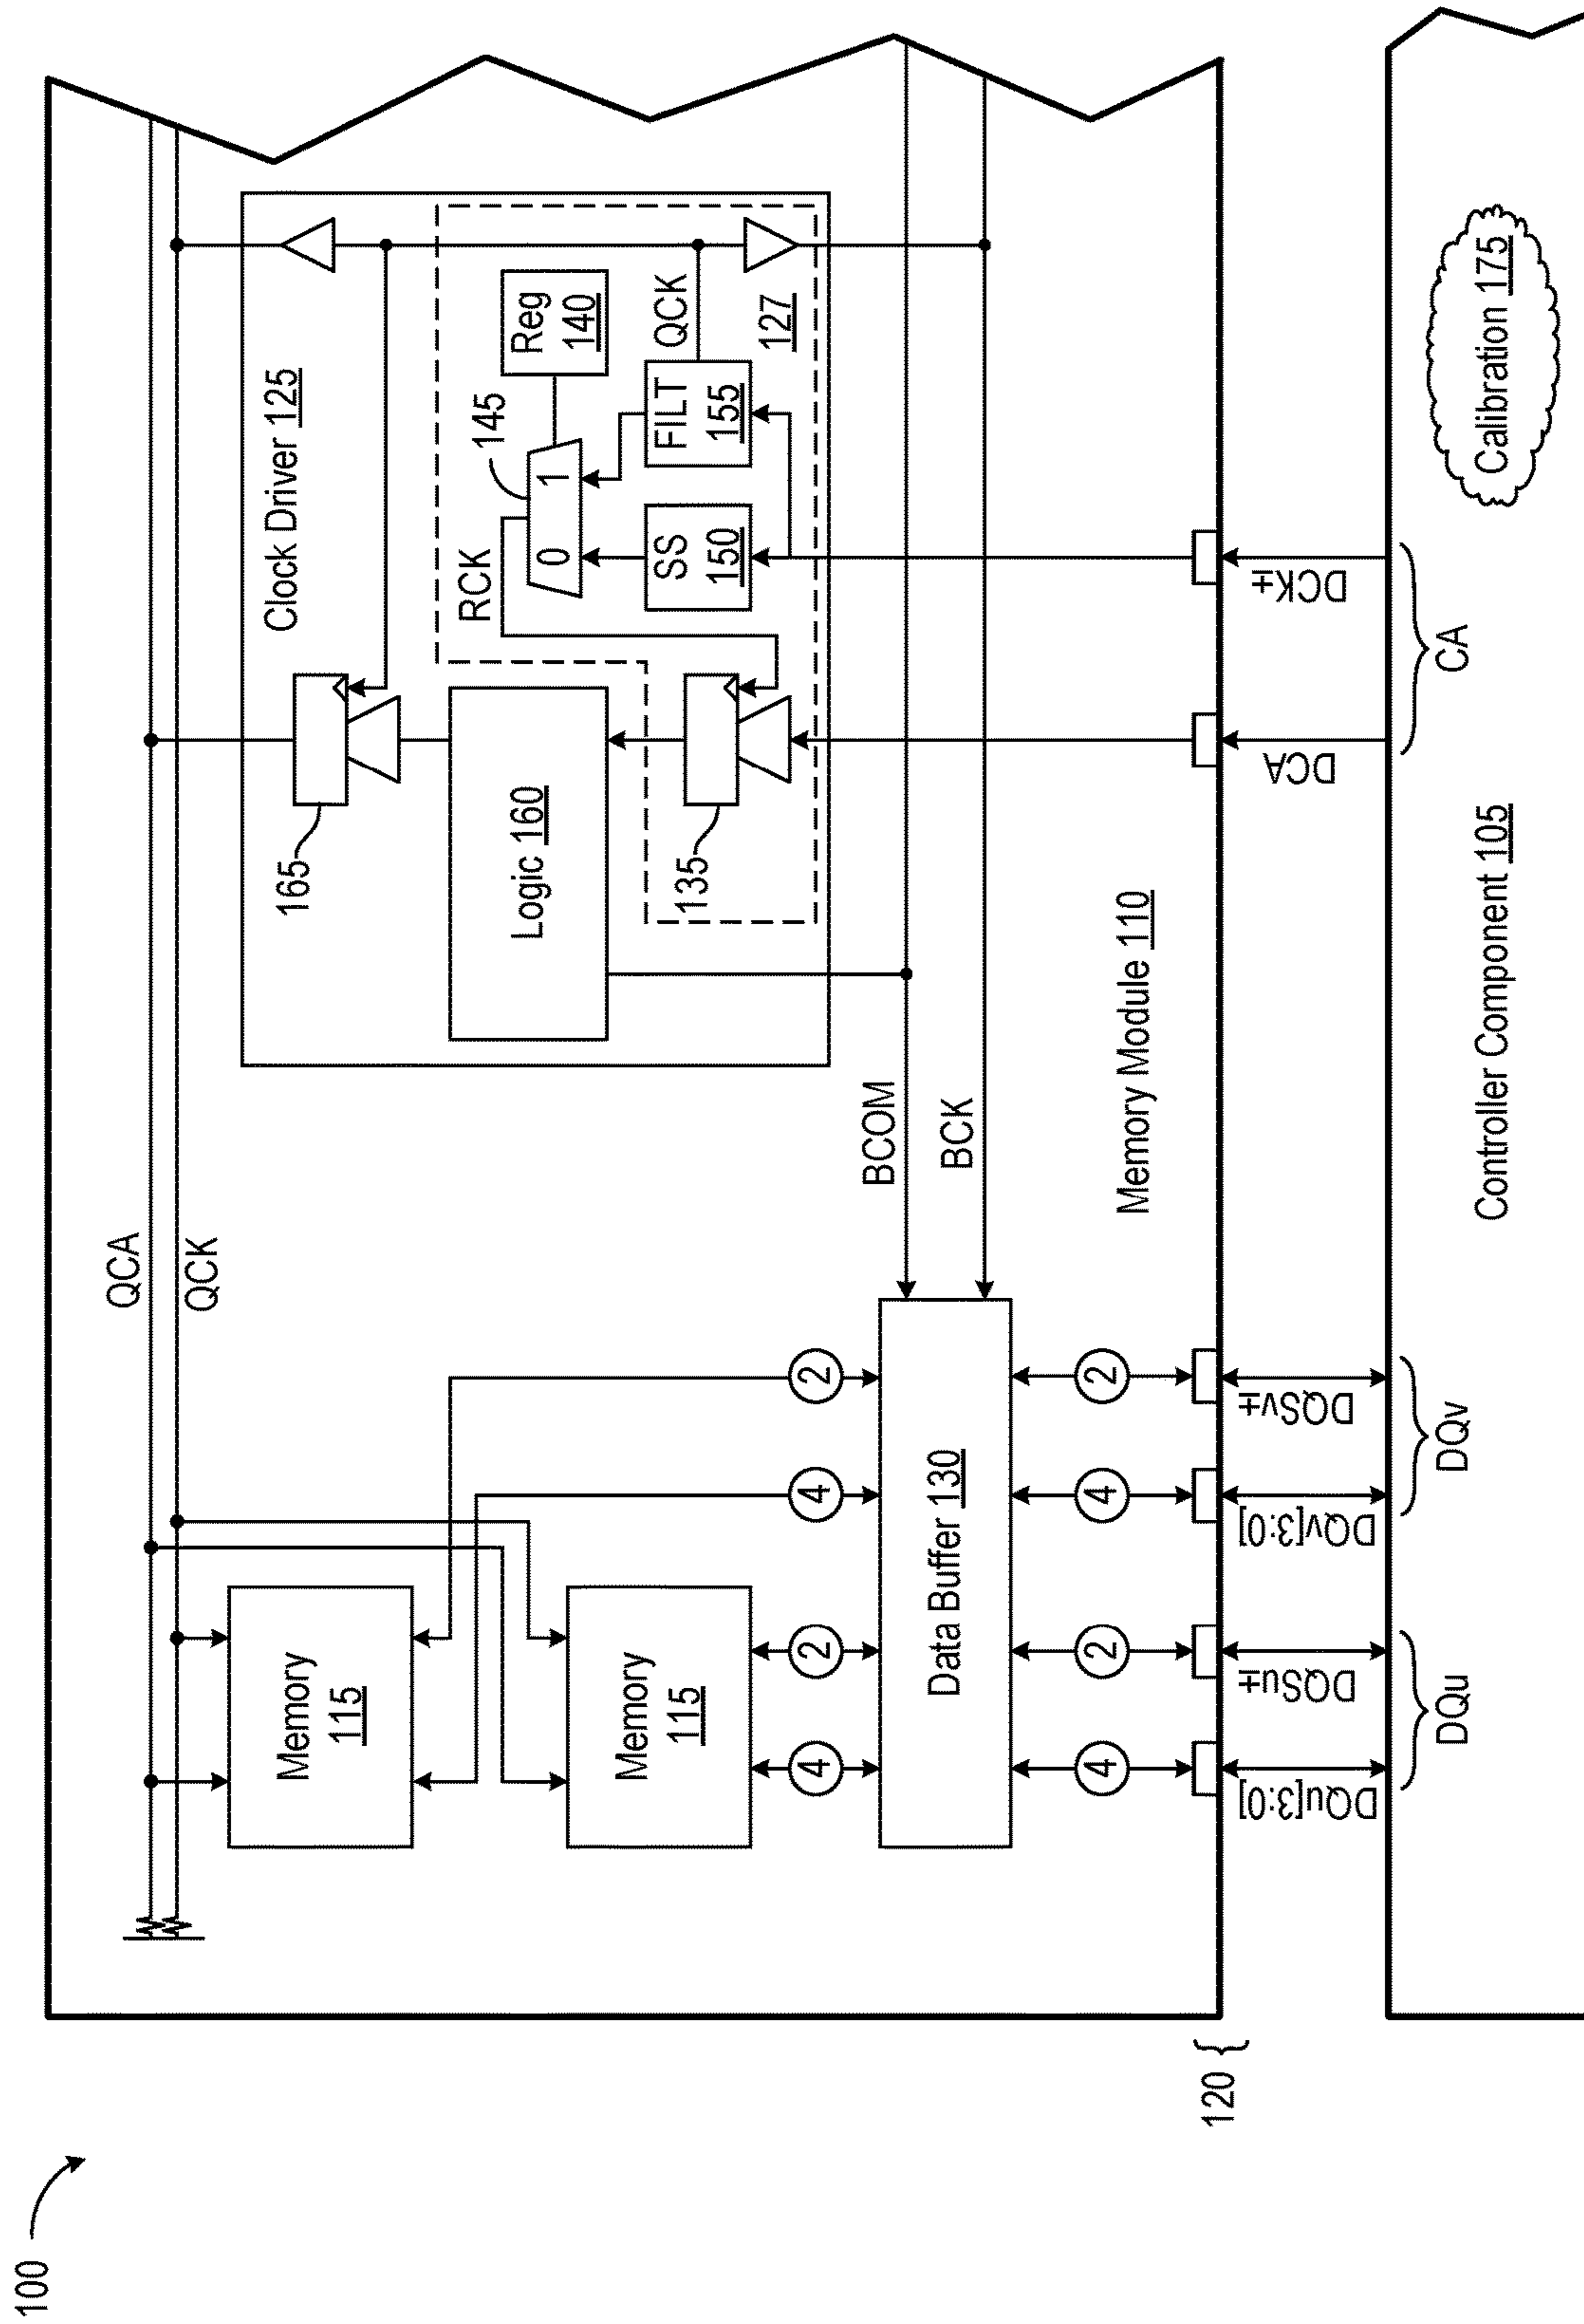 100
QCA
QCK
Memory
115
Memory
115
2
4
2
4
Data Buffer 130
2
4
2
4
DQSv±
DQv[3:0]
DQSu±
DQu[3:0]
DQv
DQu
120
BCOM
BCK
Clock Driver 125
165
Logic 160
135
RCK
145
0
1
Reg
140
SS
150
FILT
155
QCK
127
Memory Module 110
DCA
DCK±
CA
Controller Component 105
Calibration 175